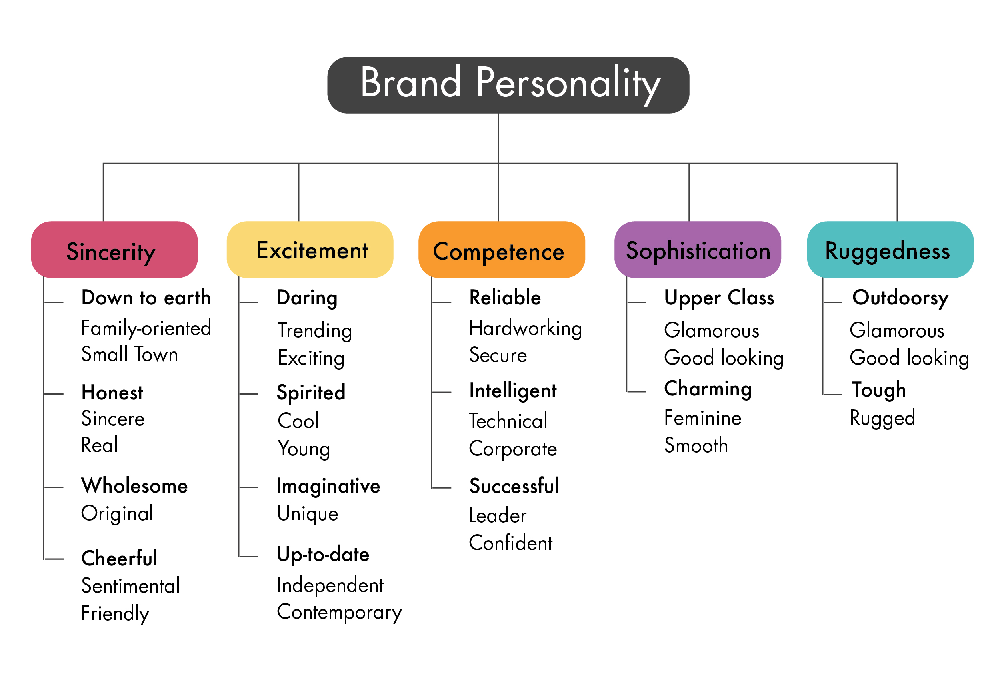 Brand Personality
Sincerity
Down to earth
Family-oriented
Small Town
Honest
Sincere
Real
Wholesome
Original
Cheerful
Sentimental
Friendly
Excitement
Daring
Trending
Exciting
Spirited
Cool
Young
Imaginative
Unique
Up-to-date
Independent
Contemporary
Competence
Reliable
Hardworking
Secure
Intelligent
Technical
Corporate
Successful
Leader
Confident
Sophistication
Upper Class
Glamorous
Good looking
Charming
Feminine
Smooth
Ruggedness
Outdoorsy
Glamorous
Good looking
Tough
Rugged